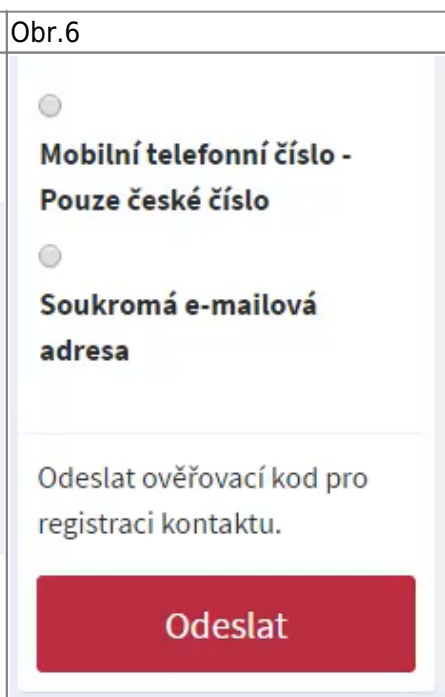 Obr.6
Mobilní telefonní číslo -
Pouze české číslo
Soukromá e-mailová
adresa
Odeslat ověřovací kod pro
registraci kontaktu.
Odeslat